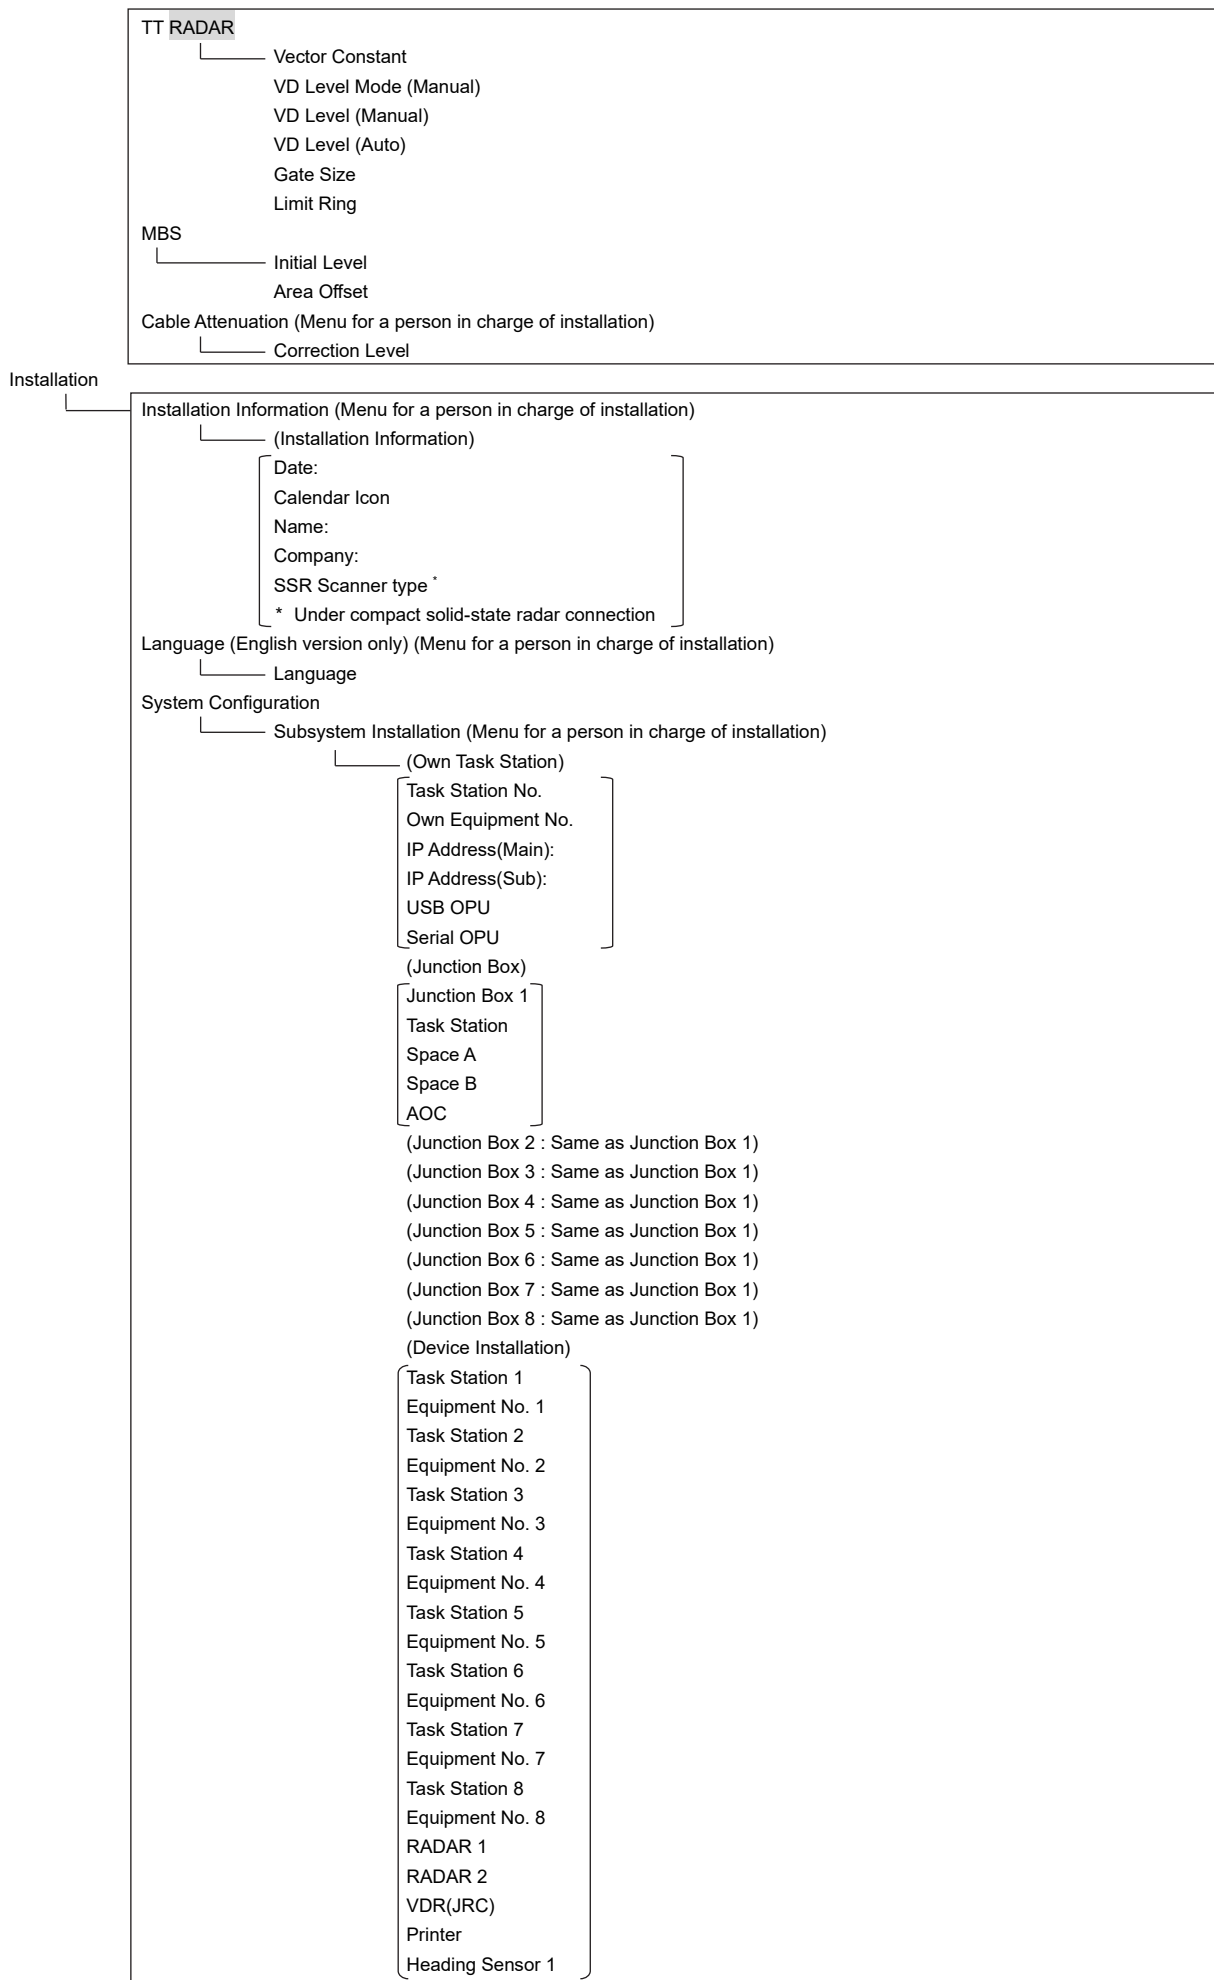 TT RADAR
Vector Constant
VD Level Mode (Manual)
VD Level (Manual)
VD Level (Auto)
Gate Size
Limit Ring
MBS
Initial Level
Area Offset
Cable Attenuation (Menu for a person in charge of installation)
Correction Level
Installation
Installation Information (Menu for a person in charge of installation)
(Installation Information)
Date:
Calendar Icon
Name:
Company:
SSR Scanner type *
* Under compact solid-state radar connection
Language (English version only) (Menu for a person in charge of installation)
Language
System Configuration
Subsystem Installation (Menu for a person in charge of installation)
(Own Task Station)
Task Station No.
Own Equipment No.
IP Address(Main):
IP Address(Sub):
USB OPU
Serial OPU
(Junction Box)
Junction Box 1
Task Station
Space A
Space B
AOC
(Junction Box 2 : Same as Junction Box 1)
(Junction Box 3 : Same as Junction Box 1)
(Junction Box 4 : Same as Junction Box 1)
(Junction Box 5 : Same as Junction Box 1)
(Junction Box 6 : Same as Junction Box 1)
(Junction Box 7 : Same as Junction Box 1)
(Junction Box 8 : Same as Junction Box 1)
(Device Installation)
Task Station 1
Equipment No. 1
Task Station 2
Equipment No. 2
Task Station 3
Equipment No. 3
Task Station 4
Equipment No. 4
Task Station 5
Equipment No. 5
Task Station 6
Equipment No. 6
Task Station 7
Equipment No. 7
Task Station 8
Equipment No. 8
RADAR 1
RADAR 2
VDR(JRC)
Printer
Heading Sensor 1